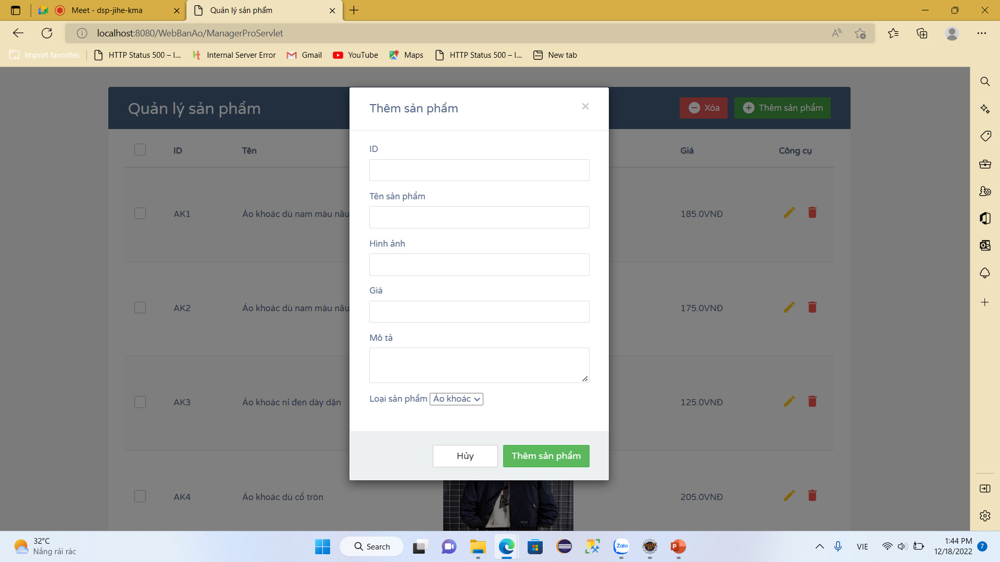 Meet - dsp-jihe-kma
Quản lý sản phẩm
localhost:8080/WebBanAo/ManagerProServlet
Import favorites
HTTP Status 500 – I...
Internal Server Error
Gmail
YouTube
Maps
HTTP Status 500 – I...
New tab
Quản lý sản phẩm
Xóa
Thêm sản phẩm
ID
Tên
Giá
Công cụ
AK1
Áo khoác dù nam màu nâu
185.0VNĐ
AK2
Áo khoác dù nam màu nâu
175.0VNĐ
AK3
Áo khoác nỉ đen dày dặn
125.0VNĐ
AK4
Áo khoác dù cổ tròn
205.0VNĐ
Thêm sản phẩm
ID
Tên sản phẩm
Hình ảnh
Giá
Mô tả
Loại sản phẩm Áo khoác
Hủy
Thêm sản phẩm
32°C
Nắng rải rác
Search
Zalo
VIE
1:44 PM
12/18/2022
7